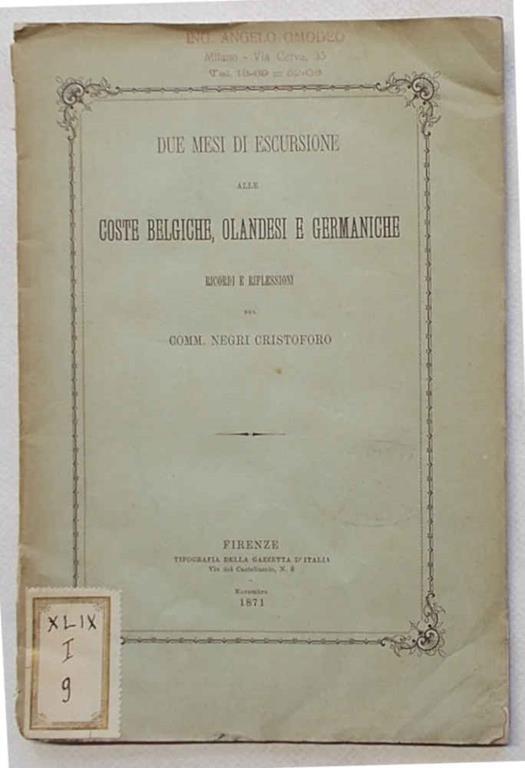 ING. ANGELO OMODEO
Milano - Via Cerva, 35
DUE MESI DI ESCURSIONE
ALLE
COSTE BELGICHE, OLANDESI E GERMANICHE
RICORDI E RIFLESSIONI
DEL
COMM. NEGRI CRISTOFORO
FIRENZE
TIPOGRAFIA DELLA GAZZETTA D'ITALIA
Via del Castellaccio, N. 8
Novembre
1871
XLIX
I
9